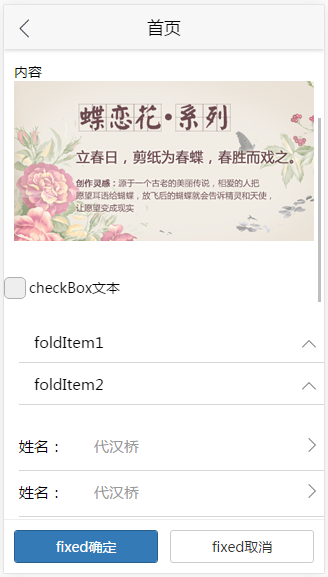 首页
内容
蝶恋花•系列
立春日，剪纸为春蝶，春胜而戏之。
创作灵感：源于一个古老的美丽传说，相爱的人把
愿望耳语给蝴蝶，放飞后的蝴蝶就会告诉精灵和天使，
让愿望变成现实
checkBox文本
foldItem1
foldItem2
姓名： 代汉桥
姓名： 代汉桥
fixed确定 fixed取消